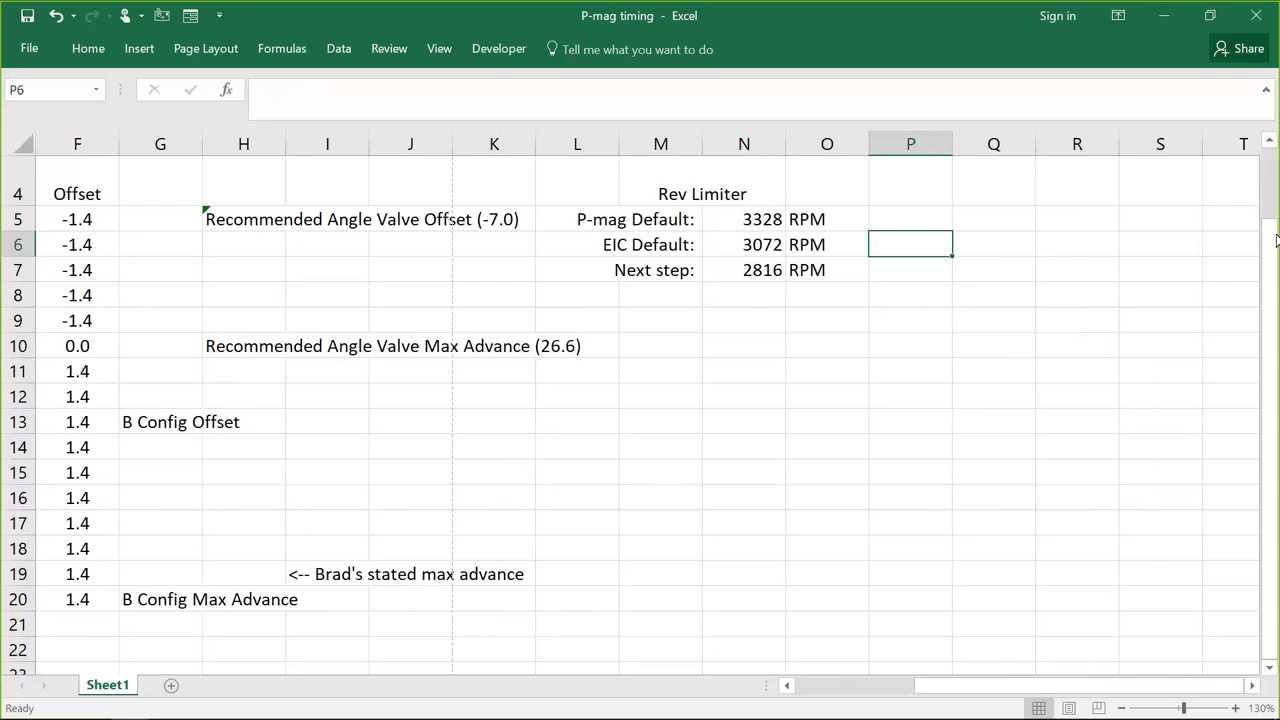 P-mag timing - Excel
Sign in
File Home Insert Page Layout Formulas Data Review View Developer Tell me what you want to do Share
P6 fx
F G H I J K L M N O P Q R S T
4 Offset Rev Limiter
5 -1.4 Recommended Angle Valve Offset (-7.0) P-mag Default: 3328 RPM
6 -1.4 EIC Default: 3072 RPM
7 -1.4 Next step: 2816 RPM
8 -1.4
9 -1.4
10 0.0 Recommended Angle Valve Max Advance (26.6)
11 1.4
12 1.4
13 1.4 B Config Offset
14 1.4
15 1.4
16 1.4
17 1.4
18 1.4
19 1.4 <-- Brad's stated max advance
20 1.4 B Config Max Advance
21
22
23
Sheet1
Ready 130%